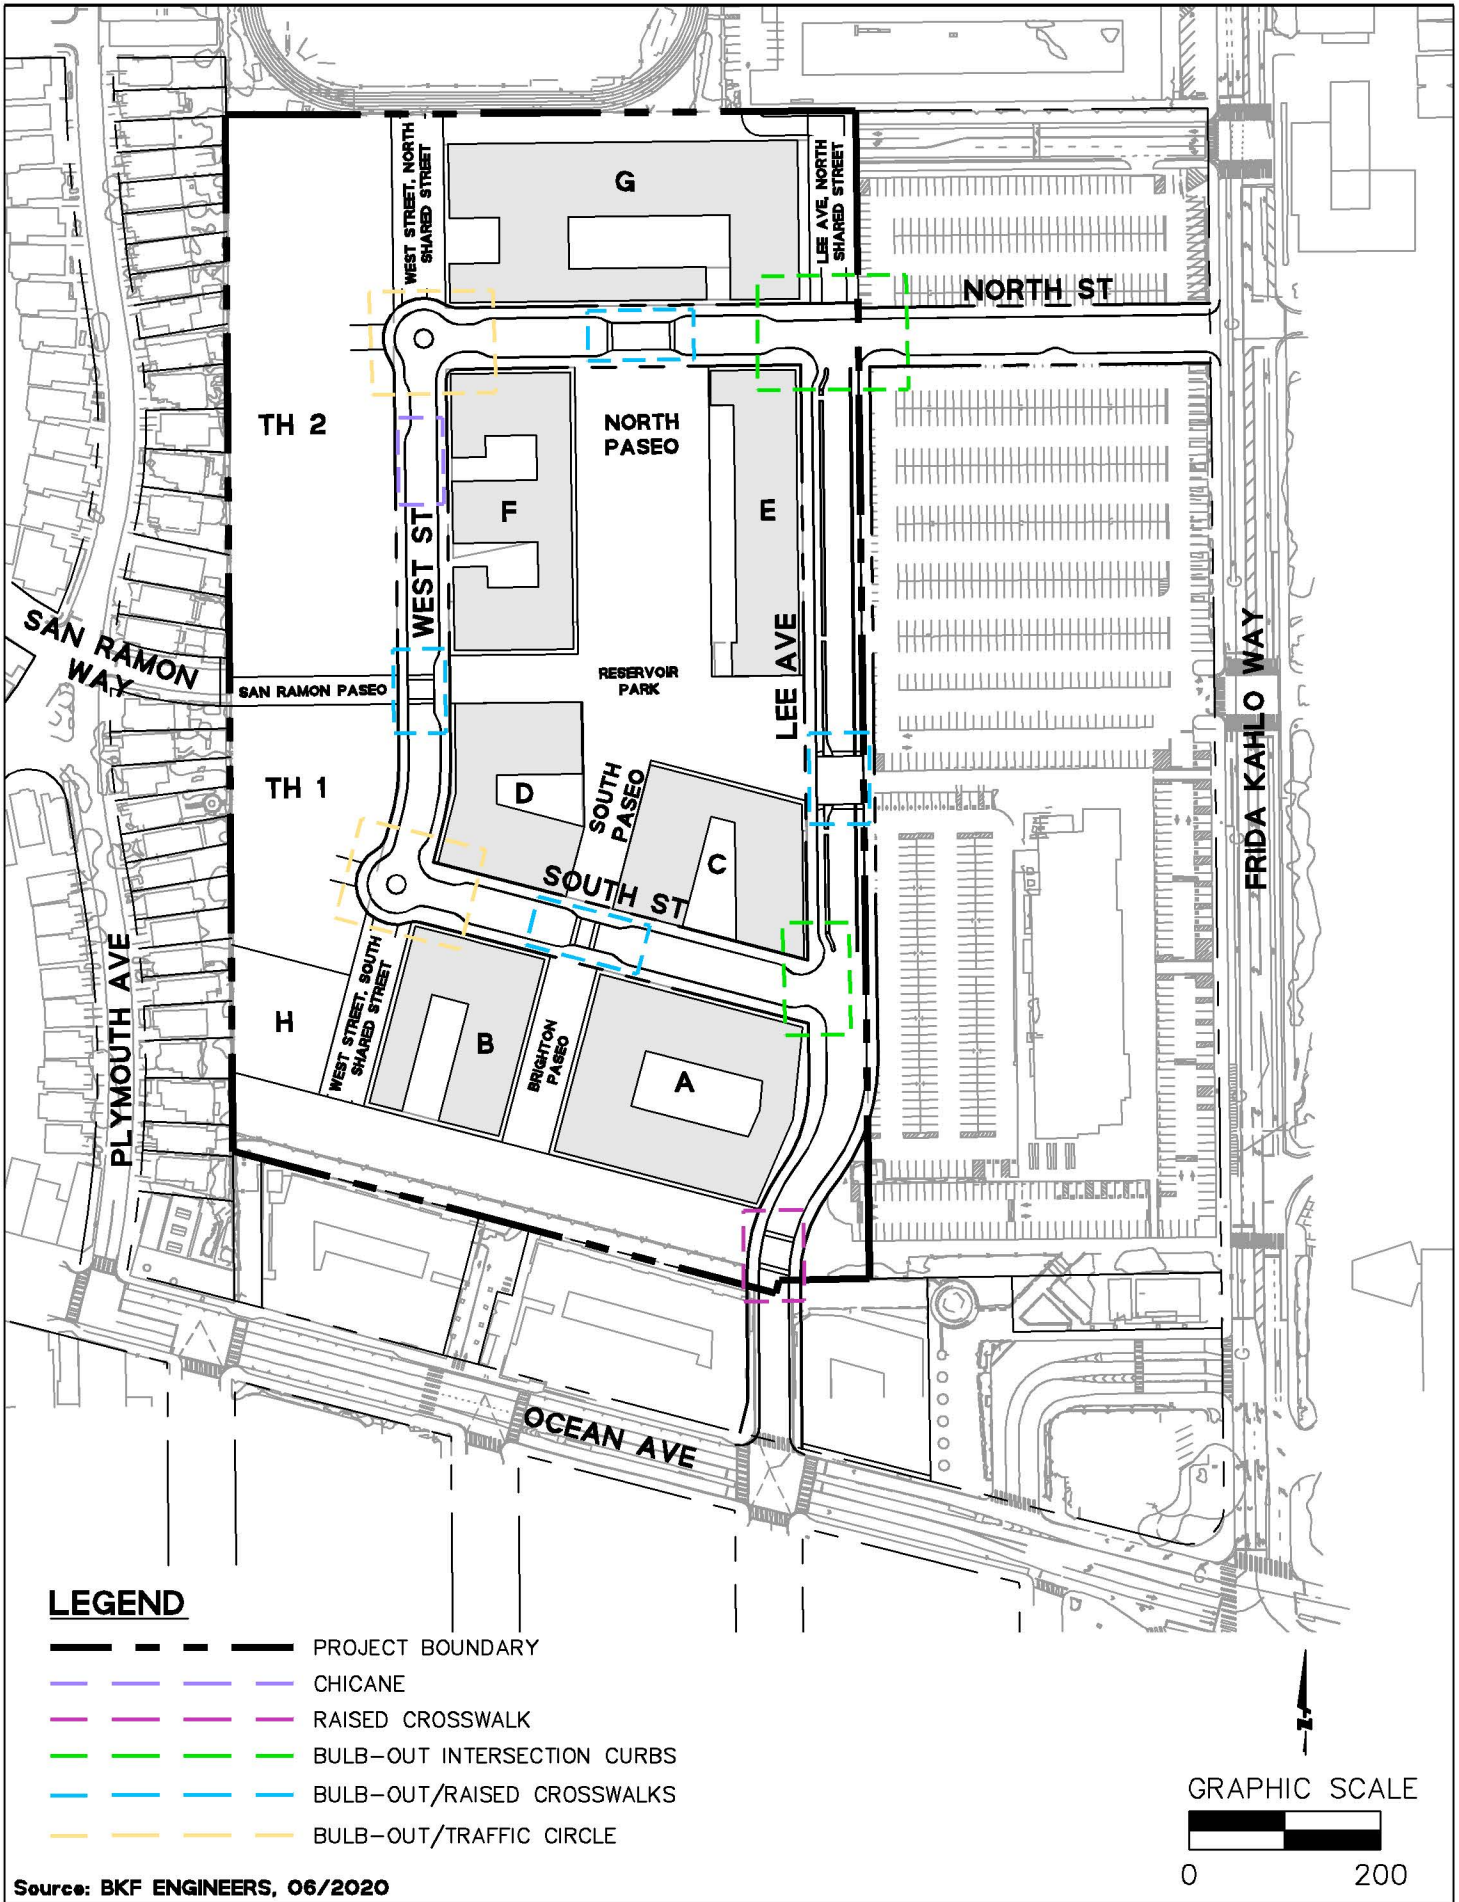 WEST STREET, NORTH
SHARED STREET
G
LEE AVE, NORTH
SHARED STREET
NORTH ST
TH 2
NORTH
PASEO
F
E
WEST ST
SAN RAMON
WAY
SAN RAMON PASEO
RESERVOIR
PARK
LEE AVE
FRIDA KAHLO WAY
TH 1
D
SOUTH
PASEO
C
SOUTH ST
PLYMOUTH AVE
H
WEST STREET, SOUTH
SHARED STREET
B
BRIGHTON
PASEO
A
OCEAN AVE
LEGEND
PROJECT BOUNDARY
CHICANE
RAISED CROSSWALK
BULB-OUT INTERSECTION CURBS
BULB-OUT/RAISED CROSSWALKS
BULB-OUT/TRAFFIC CIRCLE
GRAPHIC SCALE
0 200
Source: BKF ENGINEERS, 06/2020